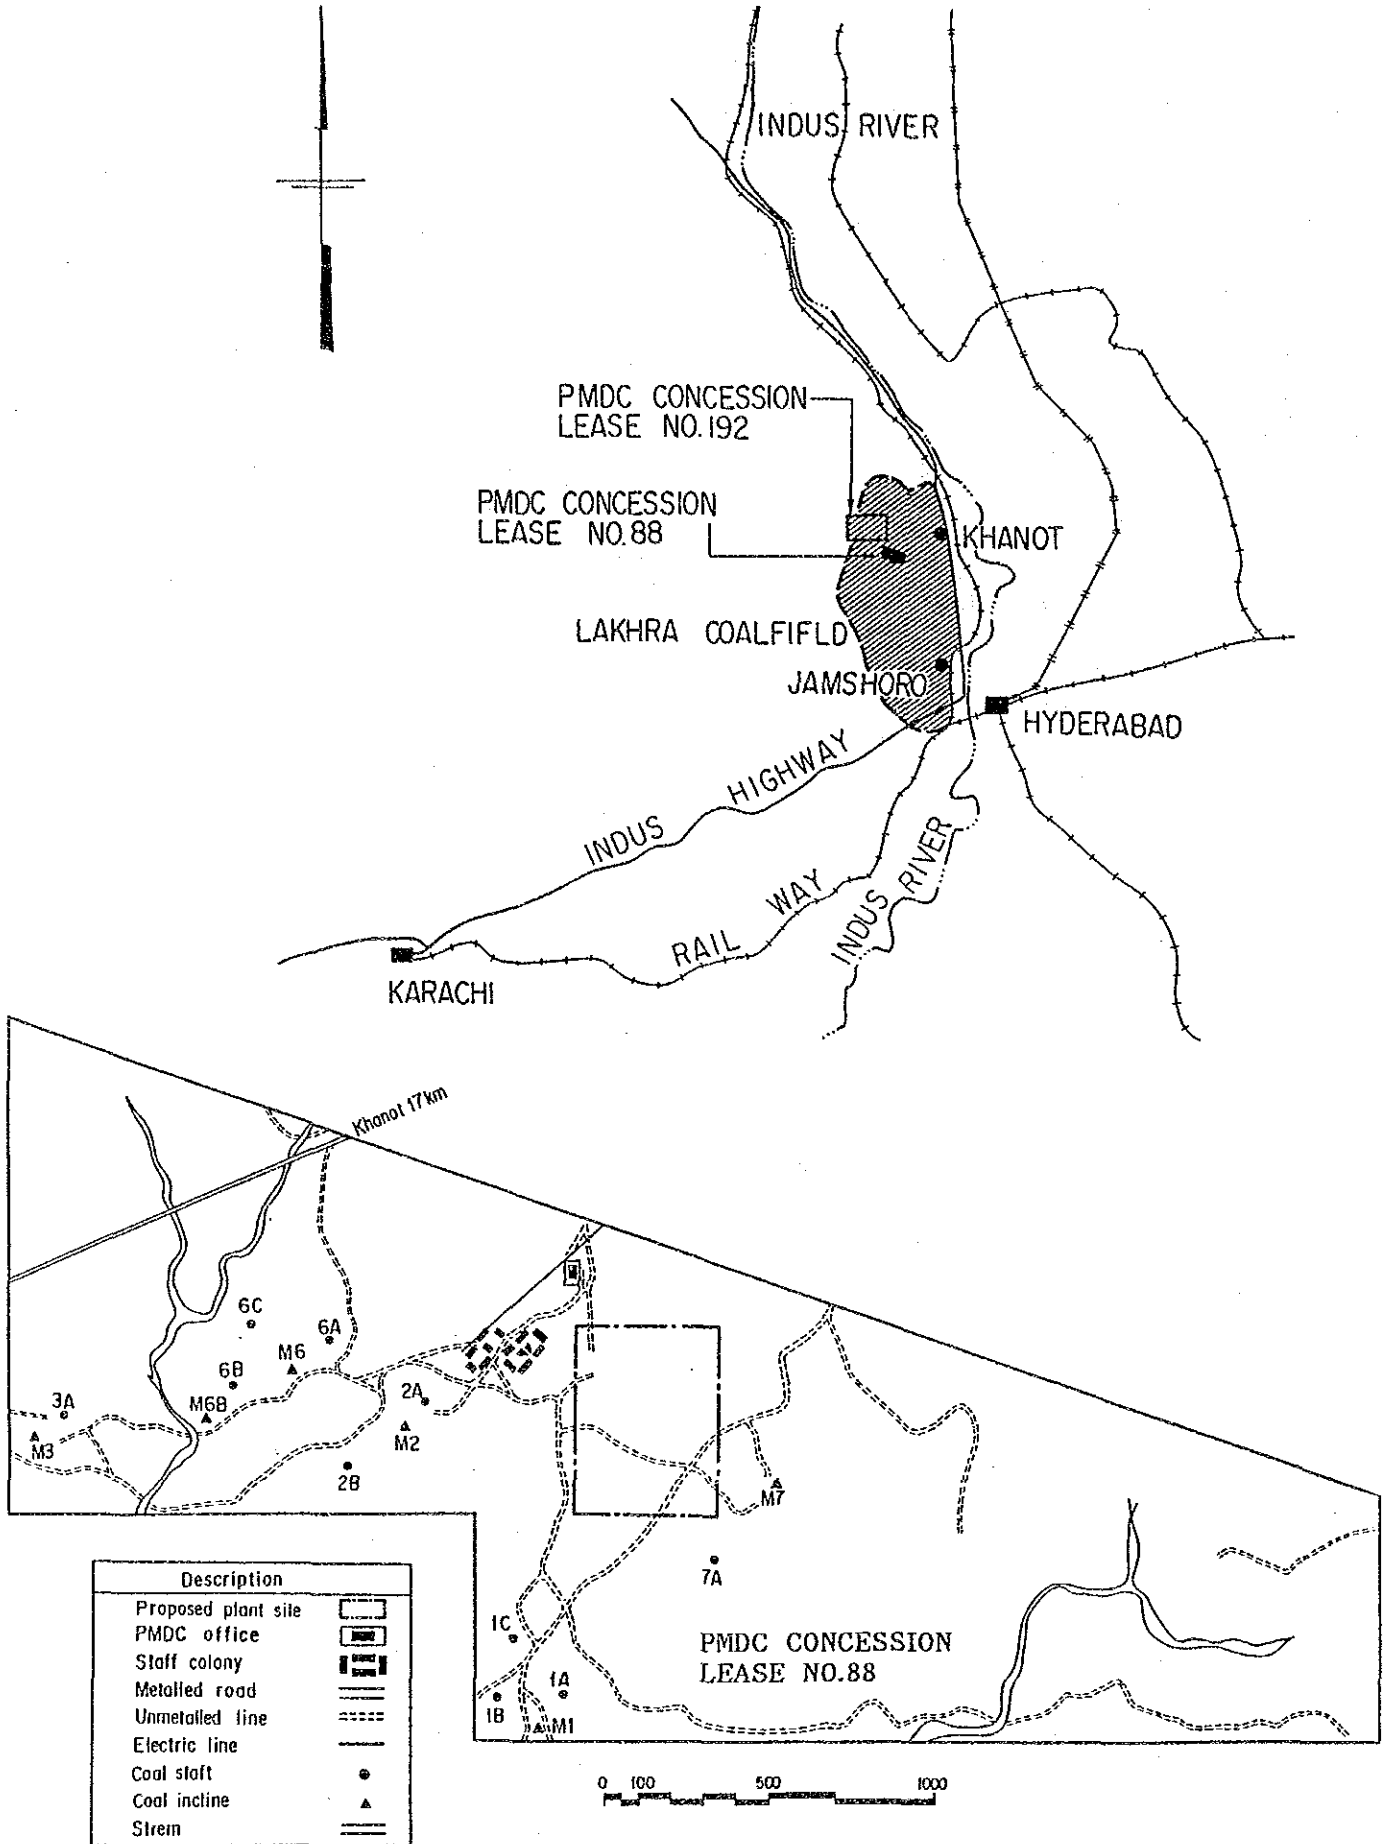 INDUS RIVER
PMDC CONCESSION
LEASE NO.192
PMDC CONCESSION
LEASE NO.88
KHANOT
LAKHRA COALFIFLD
JAMSHORO
HYDERABAD
INDUS HIGHWAY
RAIL WAY
INDUS RIVER
KARACHI
Khanot 17km
6C
6A
M6
6B
2A
3A
M6B
M2
M3
2B
M7
7A
1C
PMDC CONCESSION
LEASE NO.88
1A
1B
M1
Description
Proposed plant site
PMDC office
Staff colony
Metalled road
Unmetalled line
Electric line
Coal staft
Coal incline
Strem
0 100 500 1000